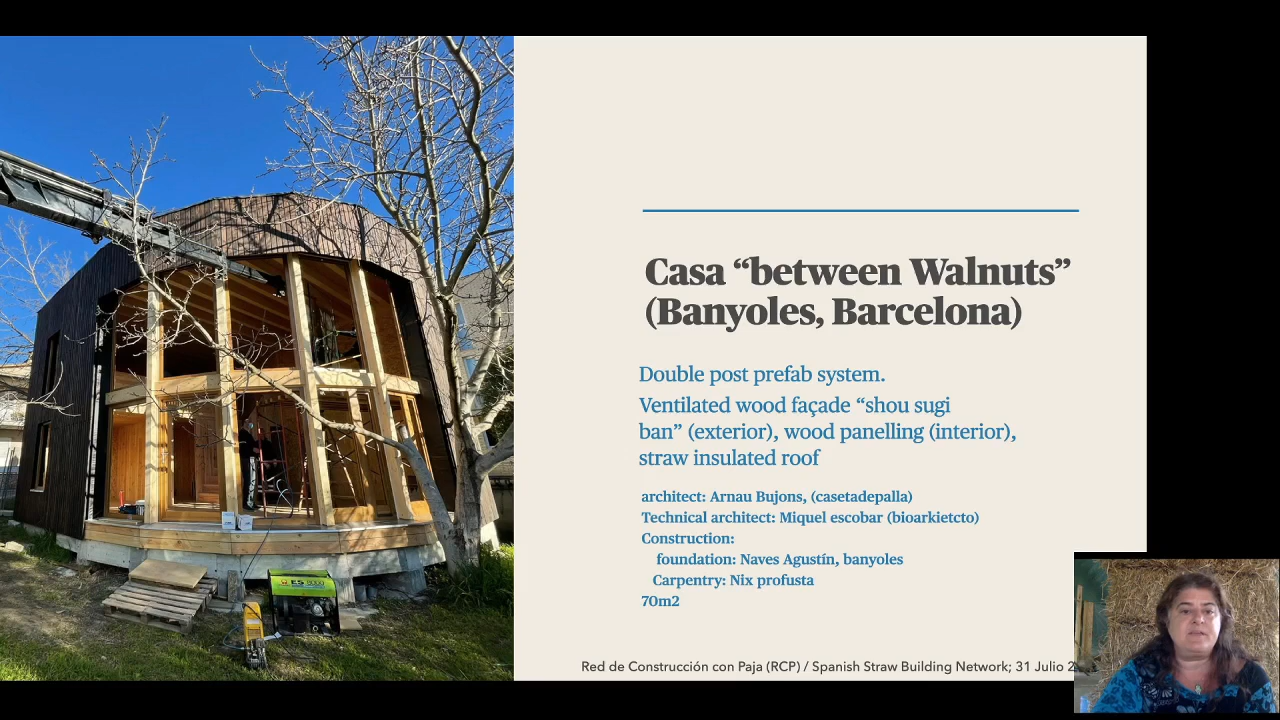 Casa “between Walnuts”
(Banyoles, Barcelona)
Double post prefab system.
Ventilated wood façade “shou sugi
ban” (exterior), wood panelling (interior),
straw insulated roof
architect: Arnau Bujons, (casetadepalla)
Technical architect: Miquel escobar (bioarkietcto)
Construction:
foundation: Naves Agustín, banyoles
Carpentry: Nix profusta
70m2
Red de Construcción con Paja (RCP) / Spanish Straw Building Network; 31 Julio